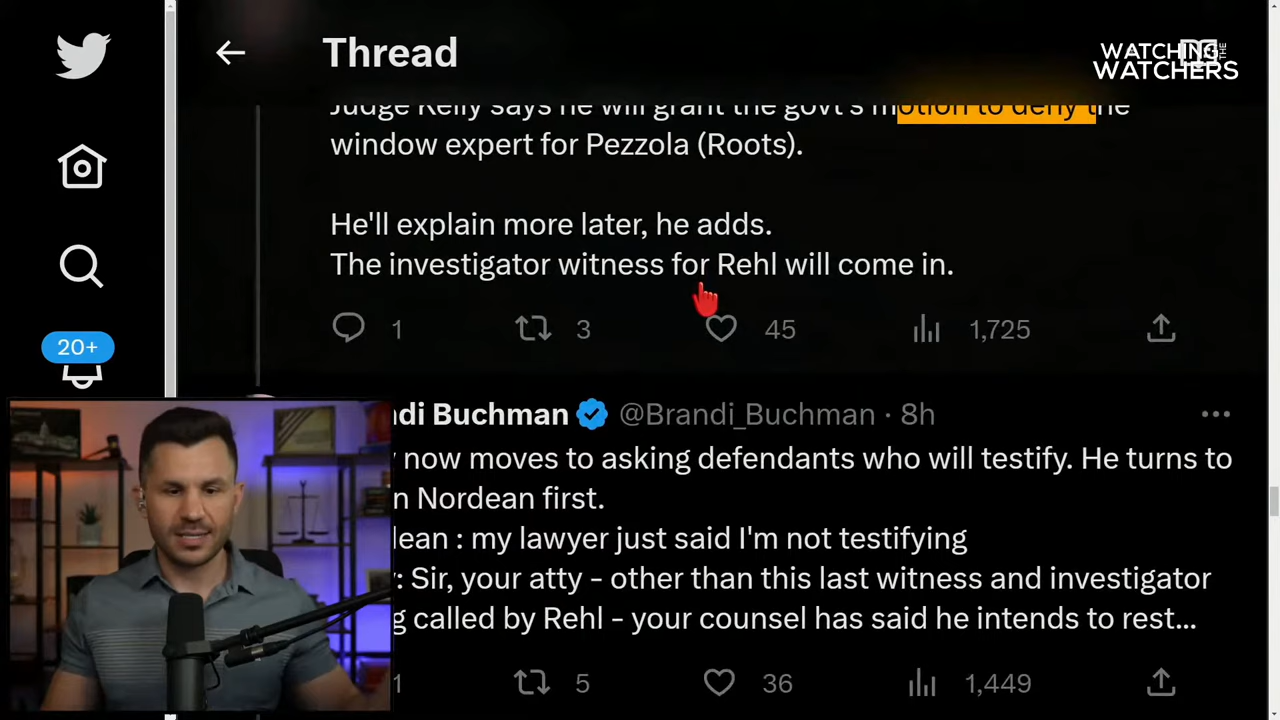 Thread
WATCHING THE
WATCHERS
Judge Kelly says he will grant the govt's motion to deny the
window expert for Pezzola (Roots).
He'll explain more later, he adds.
The investigator witness for Rehl will come in.
1 3 45 1,725
20+
di Buchman @Brandi_Buchman · 8h
now moves to asking defendants who will testify. He turns to
n Nordean first.
lean : my lawyer just said I'm not testifying
: Sir, your atty - other than this last witness and investigator
g called by Rehl - your counsel has said he intends to rest...
1 5 36 1,449